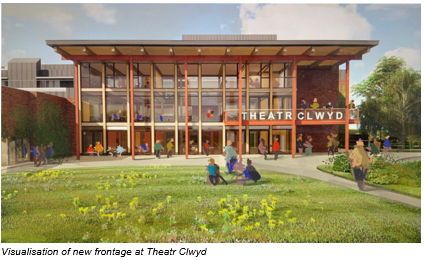 THEATR CLWYD
Visualisation of new frontage at Theatr Clwyd